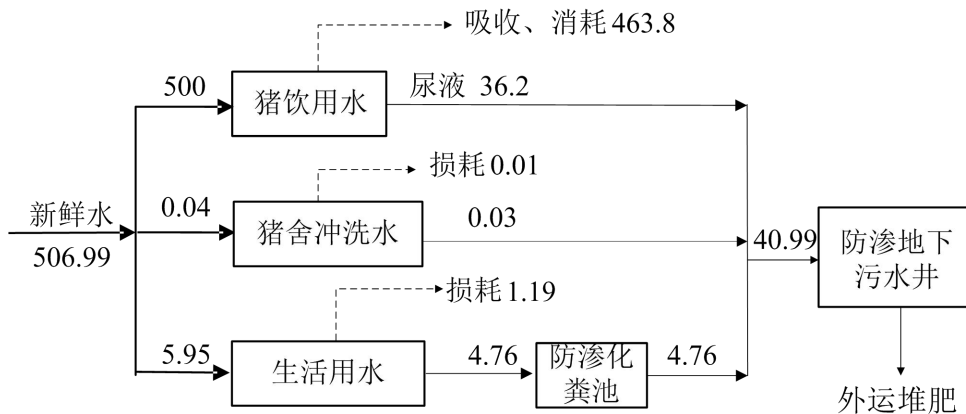 吸收、消耗 463.8
500
猪饮用水
尿液 36.2
损耗 0.01
新鲜水
506.99
0.04
猪舍冲洗水
0.03
40.99
防渗地下
污水井
损耗 1.19
5.95
生活用水
4.76
防渗化
粪池
4.76
外运堆肥